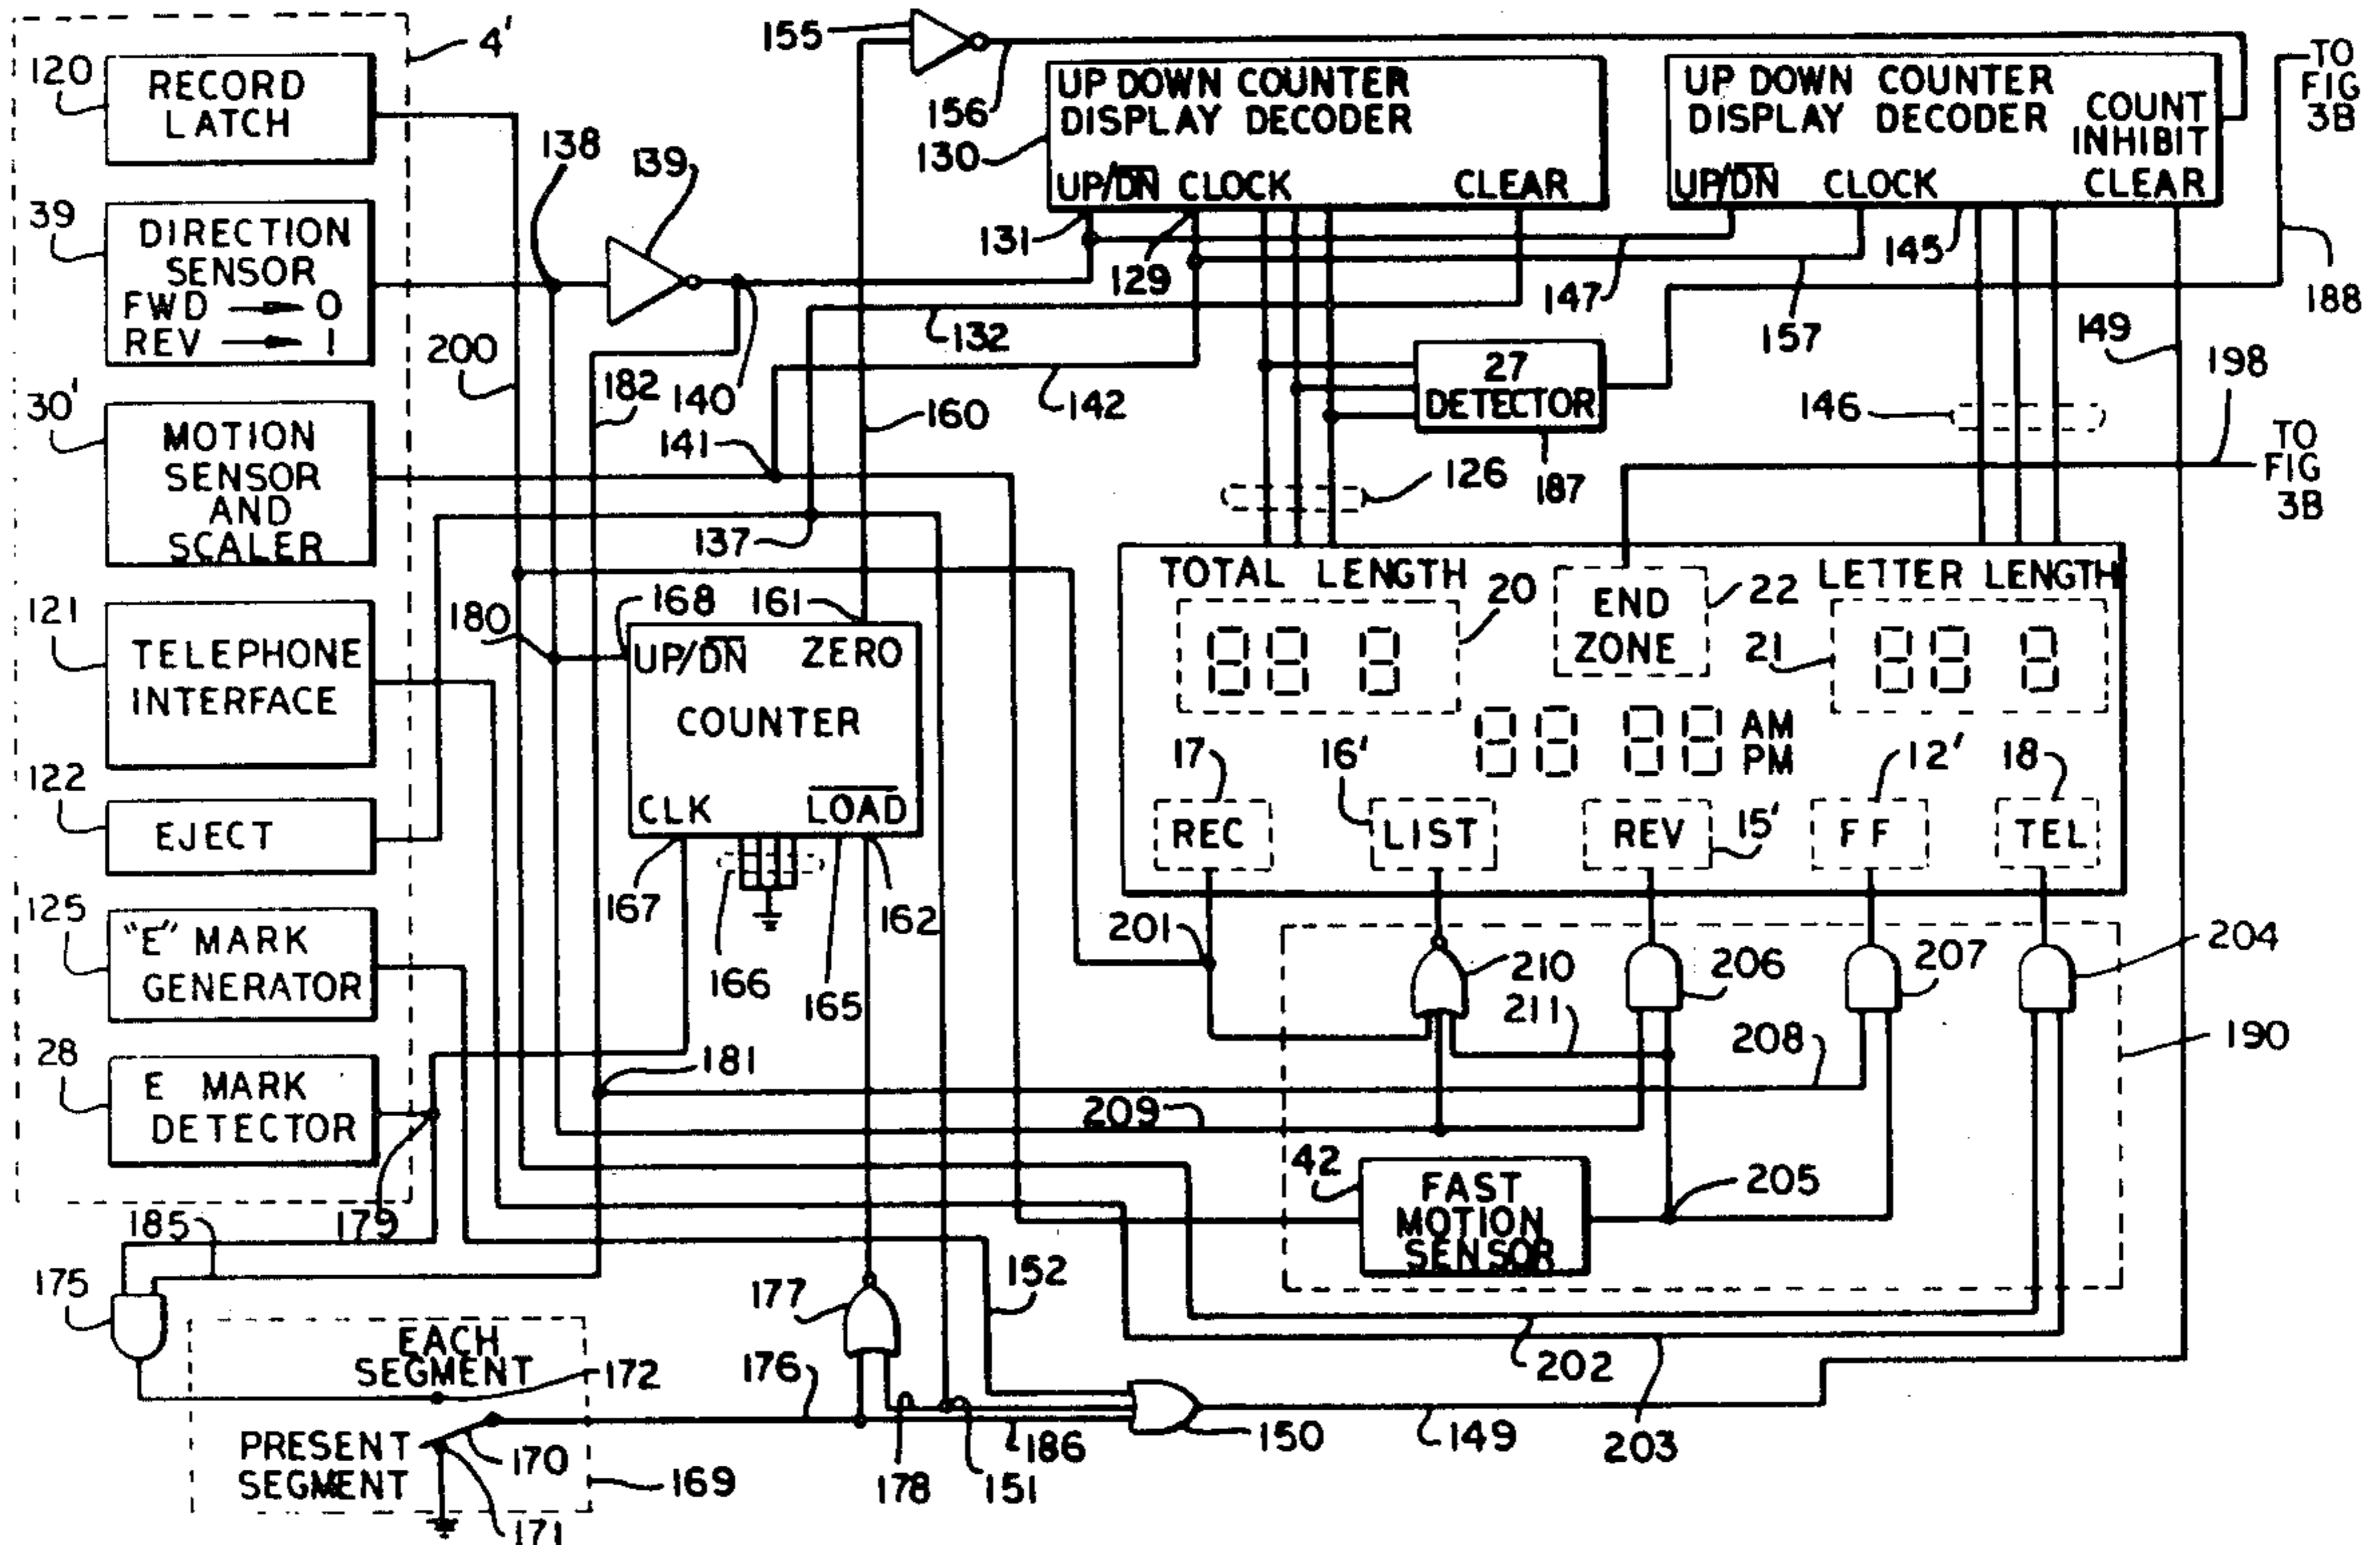 155
TO
FIG
3B
4'
120
RECORD
LATCH
156
UP DOWN COUNTER
DISPLAY DECODER
130
UP/DN CLOCK CLEAR
UP DOWN COUNTER
DISPLAY DECODER
COUNT
INHIBIT
UP/DN CLOCK CLEAR
138
139
39
DIRECTION
SENSOR
FWD → 0
REV → 1
131
129
147
145
188
200
182
140
132
142
157
149
198
30'
MOTION
SENSOR
AND
SCALER
141
160
27
DETECTOR
146
TO
FIG
3B
137
126
187
121
TELEPHONE
INTERFACE
180
168
161
UP/DN ZERO
COUNTER
CLK LOAD
TOTAL LENGTH
20
END
ZONE
22
LETTER LENGTH
21
88 8
88 8
88 88 AM
PM
122
EJECT
17
16'
12'
18
REC
LIST
REV
15'
FF
TEL
125
"E" MARK
GENERATOR
167
166
165
162
201
210
206
207
204
211
208
190
28
E MARK
DETECTOR
181
209
179
185
42
FAST
MOTION
SENSOR
205
175
177
152
EACH
SEGMENT
172
176
202
PRESENT
SEGMENT
170
169
171
178
151
186
150
149
203